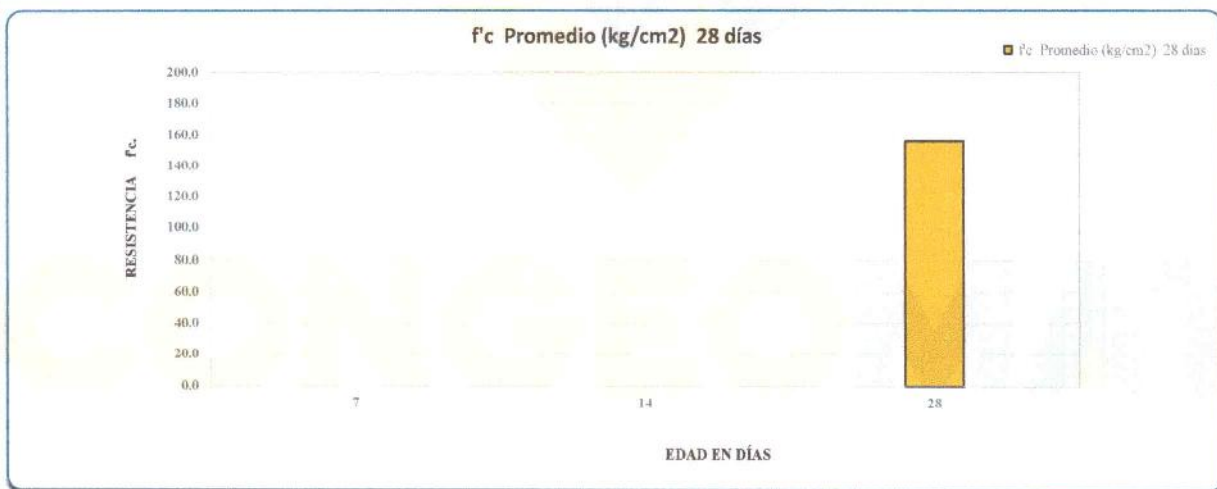 f'c Promedio (kg/cm2) 28 días
f'c Promedio (kg/cm2) 28 días
200.0
180.0
160.0
140.0
120.0
100.0
80.0
60.0
40.0
20.0
0.0
RESISTENCIA f'c.
7 14 28
EDAD EN DÍAS
CONGEO